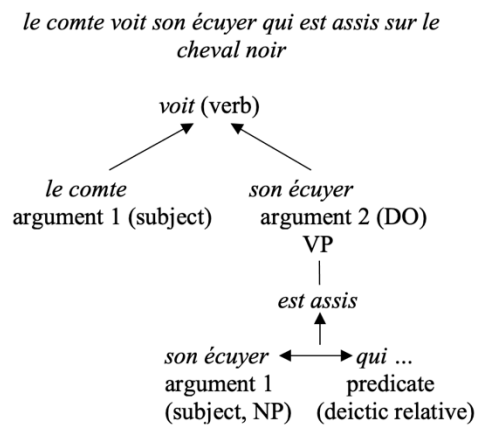 le comte voit son écuyer qui est assis sur le
cheval noir
voit (verb)
le comte son écuyer
argument 1 (subject) argument 2 (DO)
VP
est assis
son écuyer qui ...
argument 1 predicate
(subject, NP) (deictic relative)